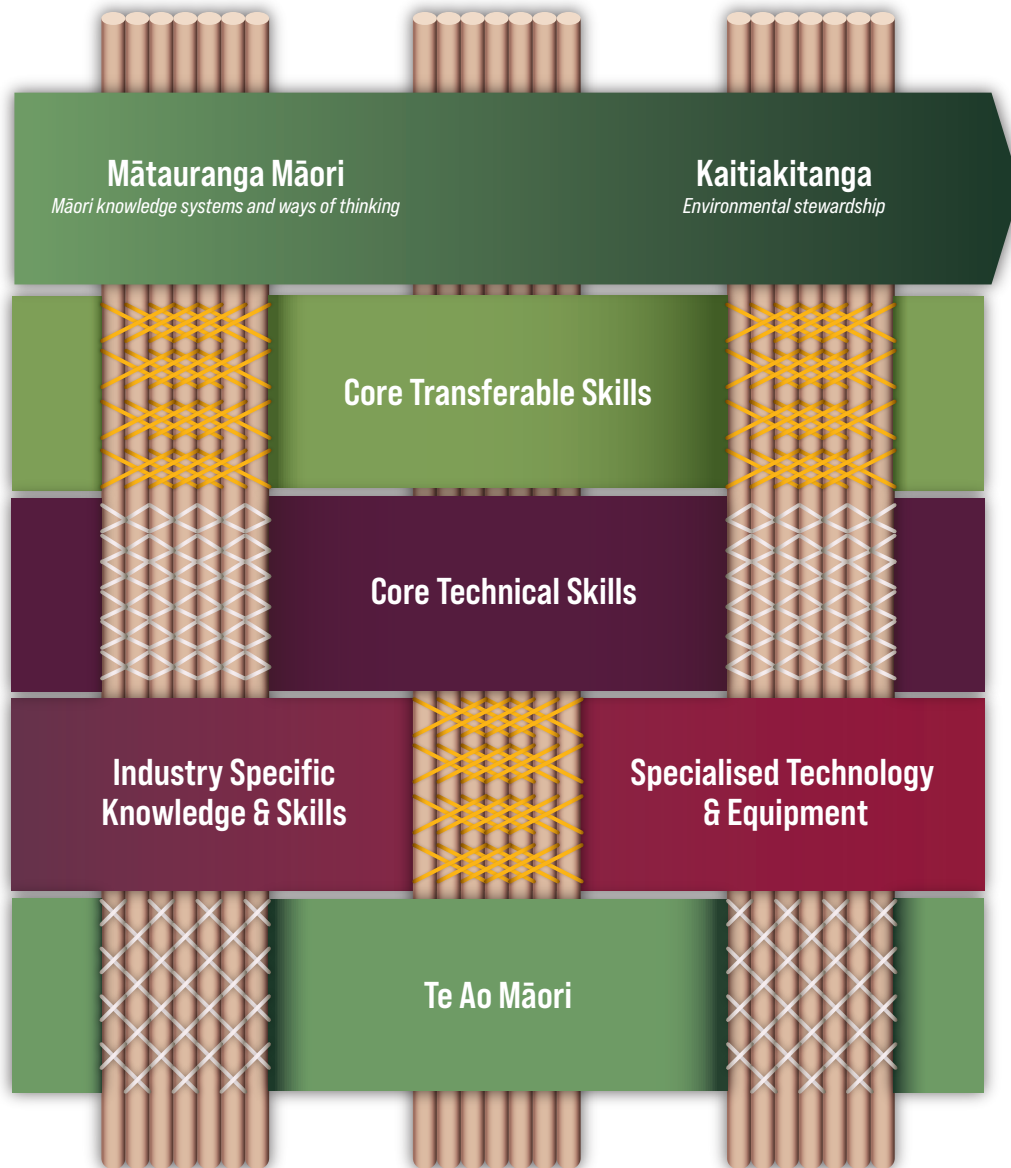 Mātauranga Māori
Māori knowledge systems and ways of thinking
Kaitiakitanga
Environmental stewardship
Core Transferable Skills
Core Technical Skills
Industry Specific
Knowledge & Skills
Specialised Technology
& Equipment
Te Ao Māori